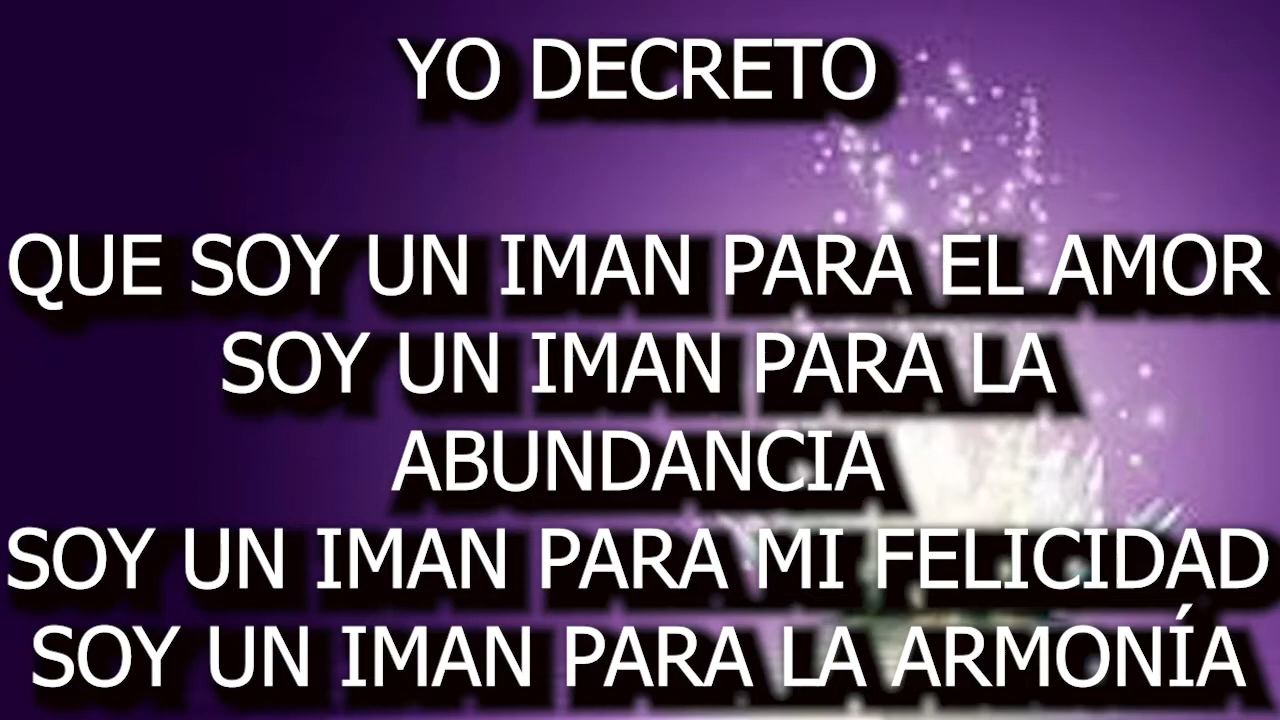 YO DECRETO
QUE SOY UN IMAN PARA EL AMOR
SOY UN IMAN PARA LA
ABUNDANCIA
SOY UN IMAN PARA MI FELICIDAD
SOY UN IMAN PARA LA ARMONÍA